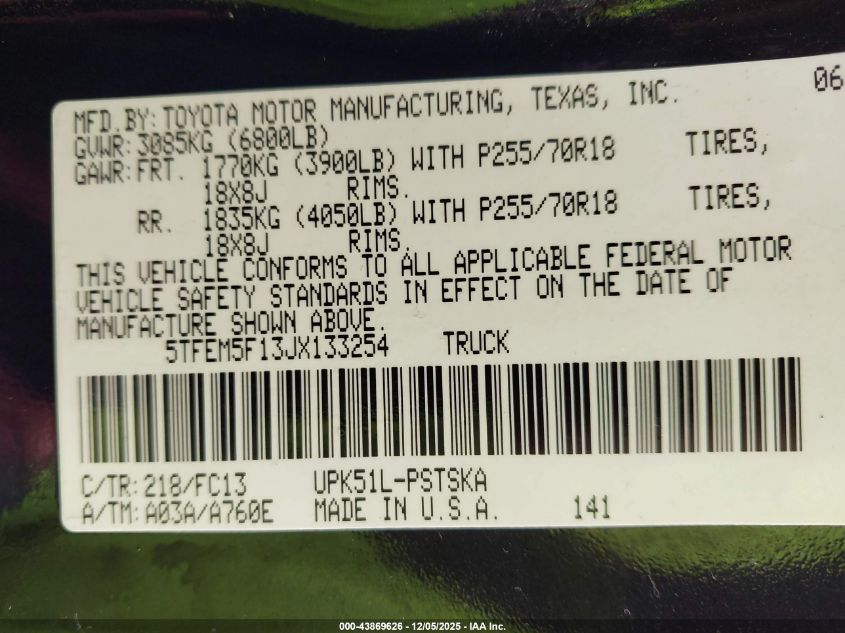 06
MFD.BY:TOYOTA MOTOR MANUFACTURING, TEXAS, INC.
GVWR:3085KG (6800LB)
GAWR:FRT. 1770KG (3900LB) WITH P255/70R18 TIRES,
18X8J RIMS.
RR. 1835KG (4050LB) WITH P255/70R18 TIRES,
18X8J RIMS.
THIS VEHICLE CONFORMS TO ALL APPLICABLE FEDERAL MOTOR
VEHICLE SAFETY STANDARDS IN EFFECT ON THE DATE OF
MANUFACTURE SHOWN ABOVE.
5TFEM5F13JX133254 TRUCK
C/TR:218/FC13 UPK51L-PSTSKA
A/TM:A03A/A760E MADE IN U.S.A. 141
000-43869626 - 12/05/2025 - IAA Inc.